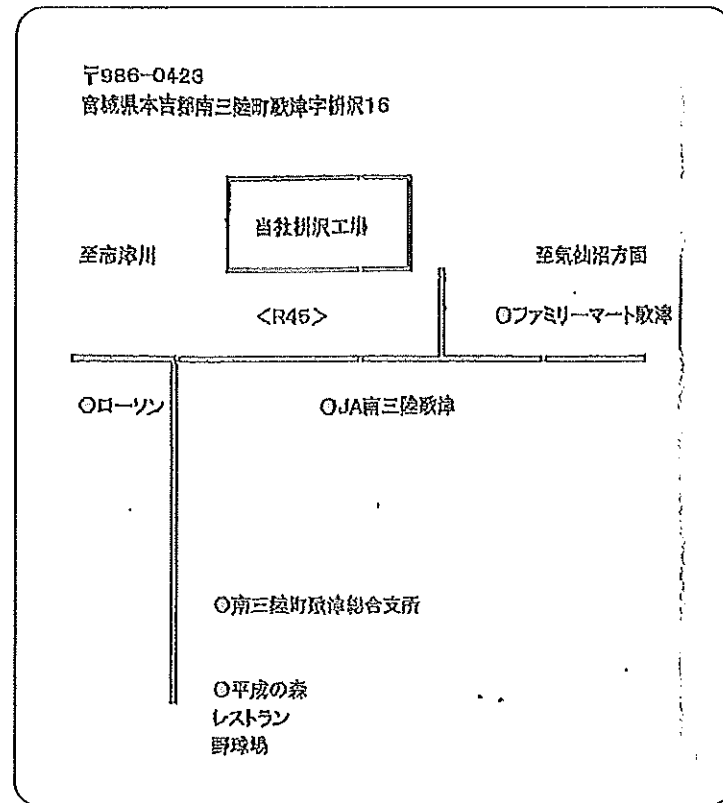 〒986-0423
宮城県本吉郡南三陸町歌津字枡沢16
当社枡沢工場
至志津川
至気仙沼方面
<R45>
○ファミリーマート歌津
○ローソン
○JA南三陸歌津
○南三陸町歌津総合支所
○平成の森
レストラン
野球場